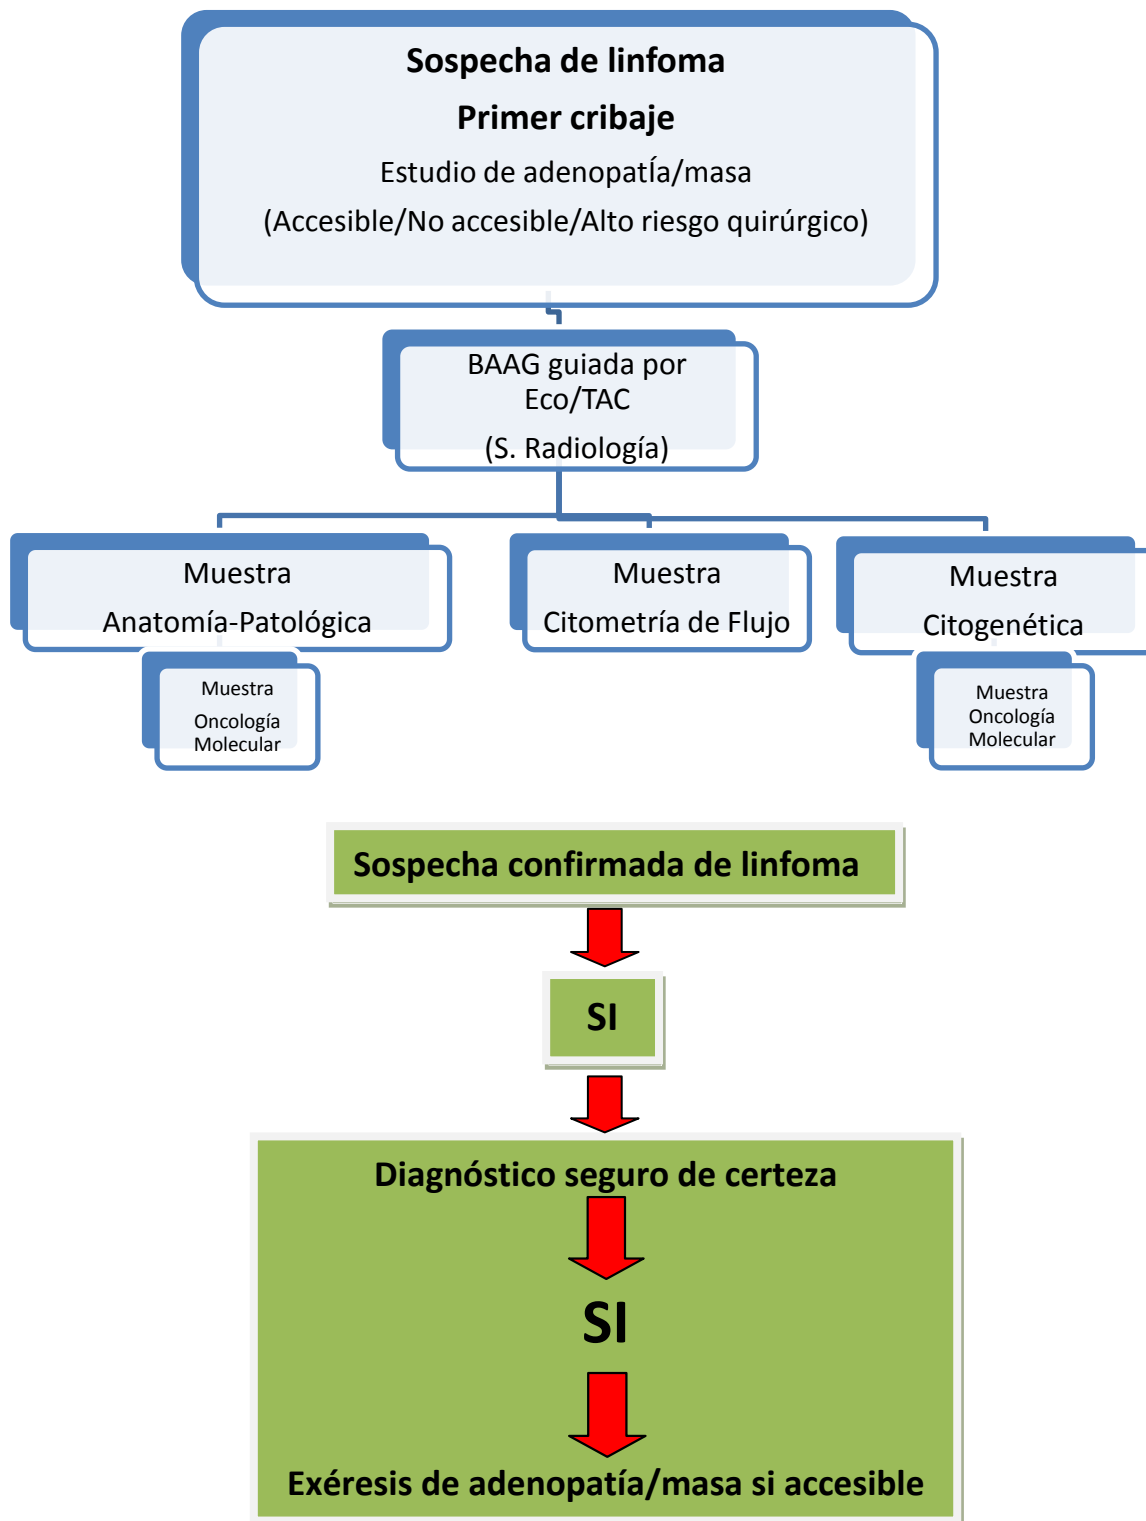 Sospecha de linfoma
Primer cribaje
Estudio de adenopatÍa/masa
(Accesible/No accesible/Alto riesgo quirúrgico)
BAAG guiada por
Eco/TAC
(S. Radiología)
Muestra
Anatomía-Patológica
Muestra
Citometría de Flujo
Muestra
Citogenética
Muestra
Oncología
Molecular
Muestra
Oncología
Molecular
Sospecha confirmada de linfoma
SI
Diagnóstico seguro de certeza
SI
Exéresis de adenopatía/masa si accesible